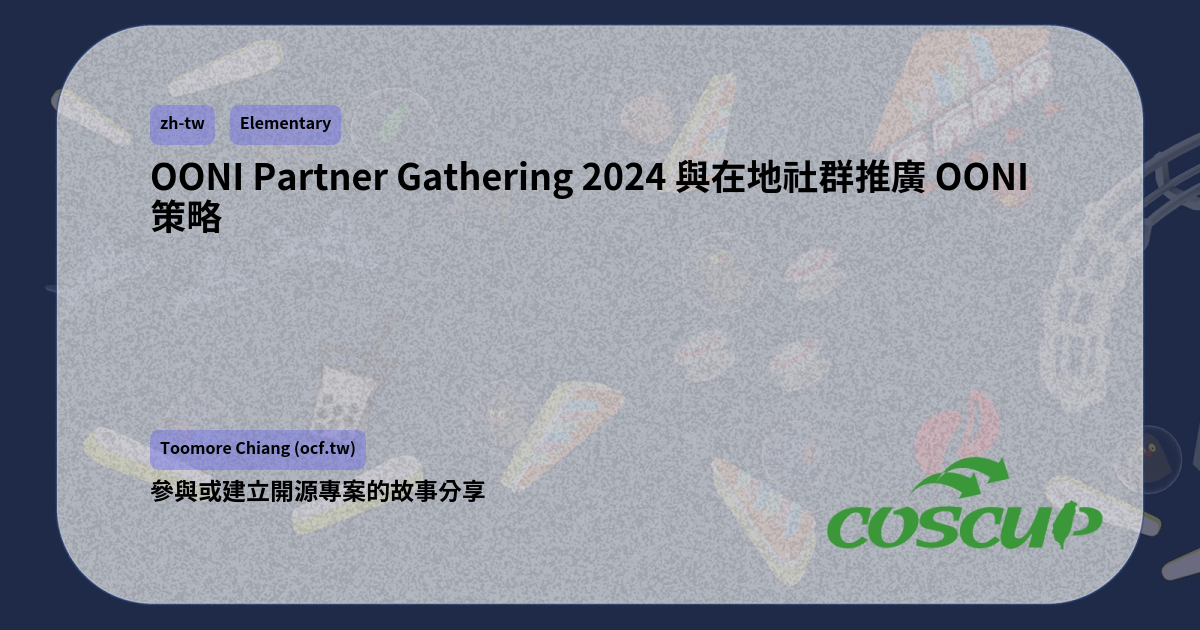 zh-tw Elementary
OONI Partner Gathering 2024 與在地社群推廣 OONI
策略
Toomore Chiang (ocf.tw)
參與或建立開源專案的故事分享
COSCUP